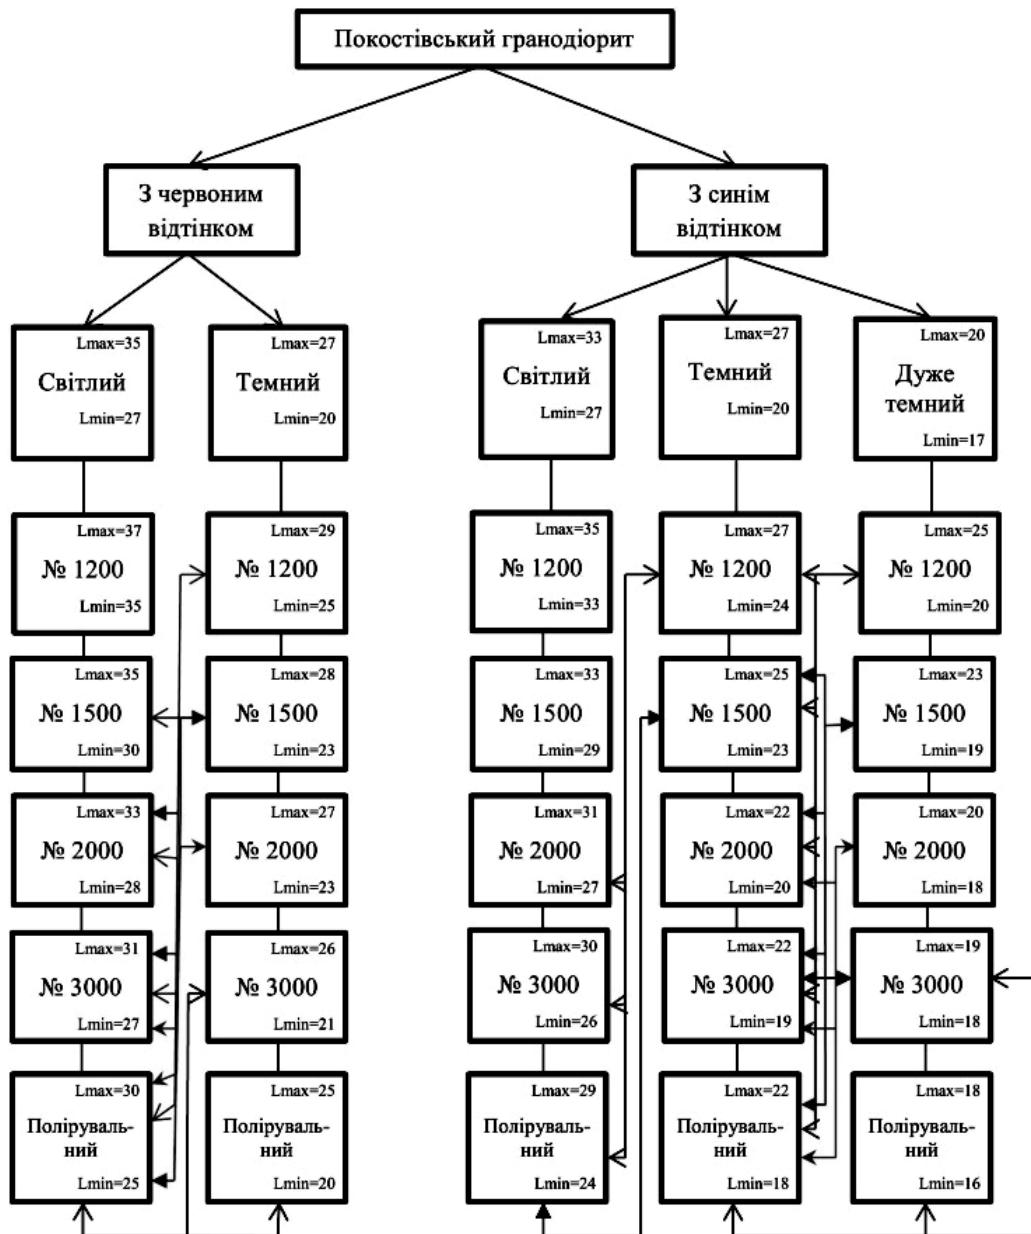 Покостівський гранодіорит
З червоним
відтінком
З синім
відтінком
Lmax=35
Світлий
Lmin=27
Lmax=27
Темний
Lmin=20
Lmax=33
Світлий
Lmin=27
Lmax=27
Темний
Lmin=20
Lmax=20
Дуже
темний
Lmin=17
Lmax=37
№ 1200
Lmin=35
Lmax=29
№ 1200
Lmin=25
Lmax=35
№ 1200
Lmin=33
Lmax=27
№ 1200
Lmin=24
Lmax=25
№ 1200
Lmin=20
Lmax=35
№ 1500
Lmin=30
Lmax=28
№ 1500
Lmin=23
Lmax=33
№ 1500
Lmin=29
Lmax=25
№ 1500
Lmin=23
Lmax=23
№ 1500
Lmin=19
Lmax=33
№ 2000
Lmin=28
Lmax=27
№ 2000
Lmin=23
Lmax=31
№ 2000
Lmin=27
Lmax=22
№ 2000
Lmin=20
Lmax=20
№ 2000
Lmin=18
Lmax=31
№ 3000
Lmin=27
Lmax=26
№ 3000
Lmin=21
Lmax=30
№ 3000
Lmin=26
Lmax=22
№ 3000
Lmin=19
Lmax=19
№ 3000
Lmin=18
Lmax=30
Полірувальний
Lmin=25
Lmax=25
Полірувальний
Lmin=20
Lmax=29
Полірувальний
Lmin=24
Lmax=22
Полірувальний
Lmin=18
Lmax=18
Полірувальний
Lmin=16